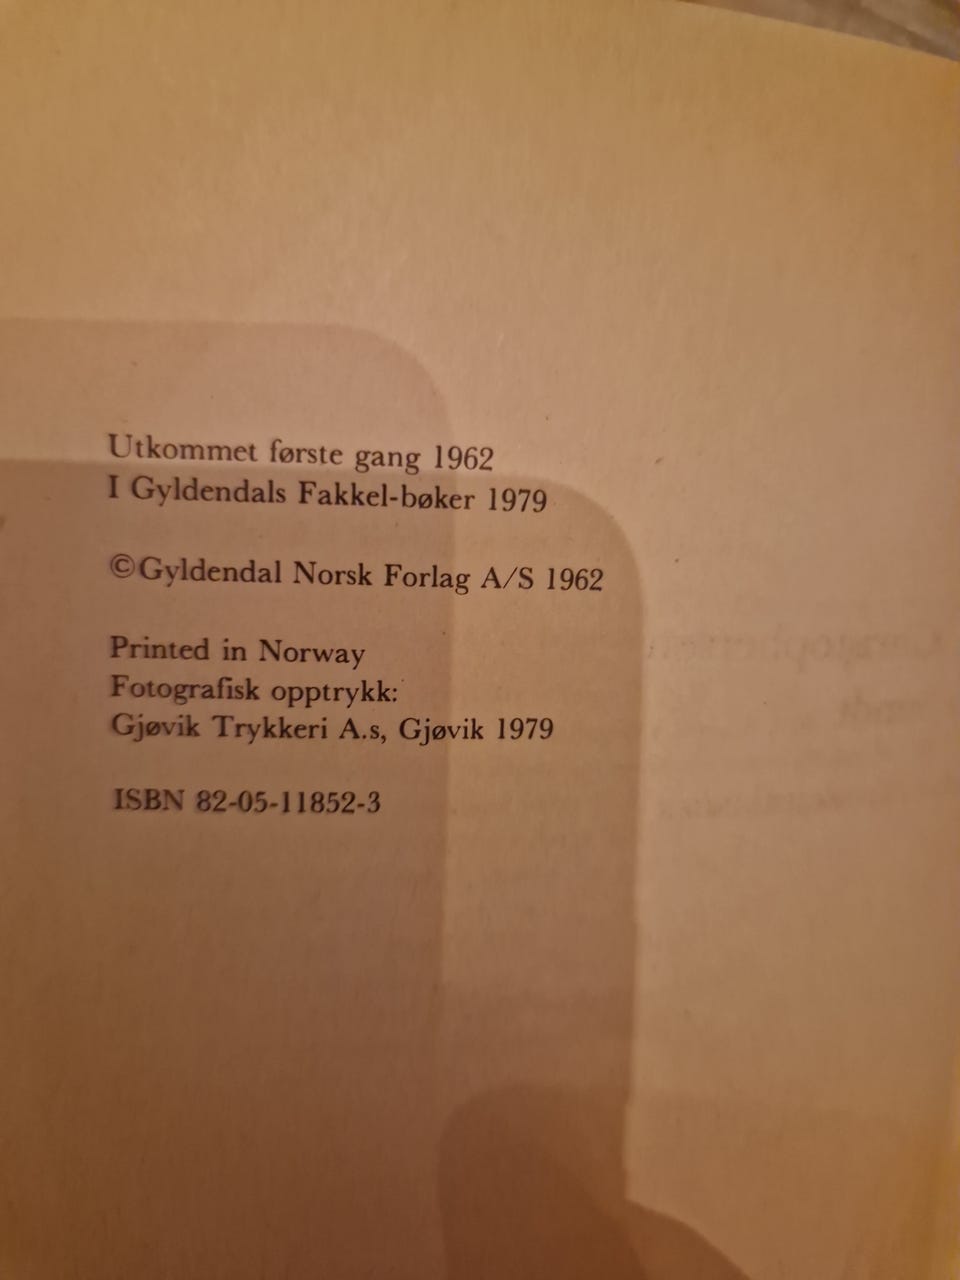 Utkommet første gang 1962
I Gyldendals Fakkel-bøker 1979
©Gyldendal Norsk Forlag A/S 1962
Printed in Norway
Fotografisk opptrykk:
Gjøvik Trykkeri A.s, Gjøvik 1979
ISBN 82-05-11852-3